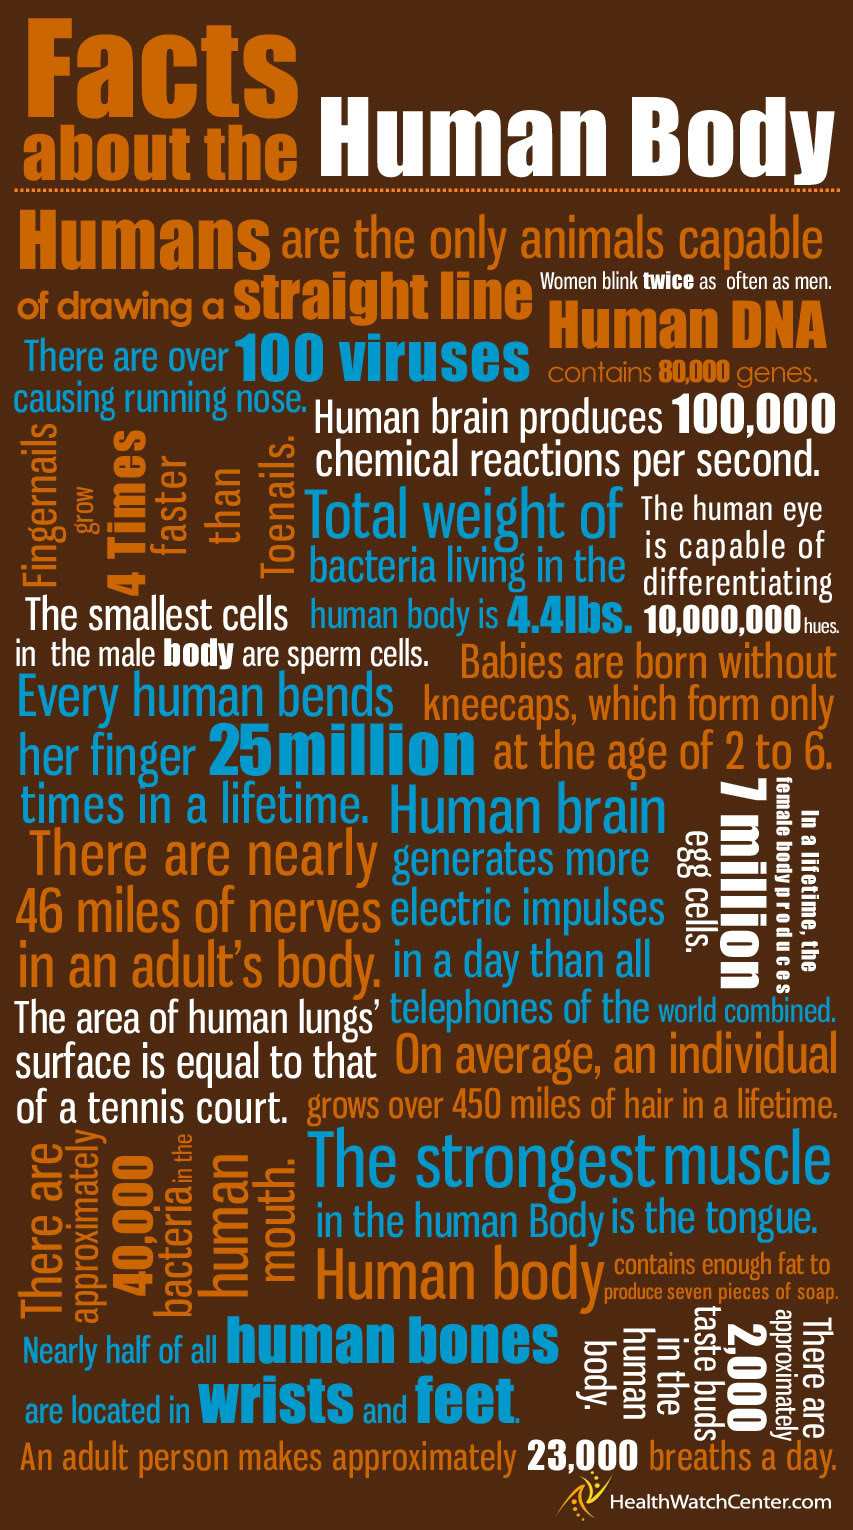 Facts
about the Human Body
Humans are the only animals capable
of drawing a straight line
Women blink twice as often as men.
Human DNA
contains 80,000 genes.
There are over 100 viruses
causing running nose.
Human brain produces 100,000
chemical reactions per second.
Fingernails
grow
4 Times
faster
than
Toenails.
Total weight of
bacteria living in the
human body is 4.4lbs.
The human eye
is capable of
differentiating
10,000,000 hues.
The smallest cells
in the male body are sperm cells.
Babies are born without
kneecaps, which form only
at the age of 2 to 6.
Every human bends
her finger 25 million
times in a lifetime.
Human brain
generates more
electric impulses
in a day than all
telephones of the world combined.
In a lifetime, the
female body produces
7 million
egg cells.
There are nearly
46 miles of nerves
in an adult's body.
The area of human lungs'
surface is equal to that
of a tennis court.
On average, an individual
grows over 450 miles of hair in a lifetime.
There are
approximately
40,000
bacteria in the
human
mouth.
The strongest muscle
in the human Body is the tongue.
Human body contains enough fat to
produce seven pieces of soap.
Nearly half of all human bones
are located in wrists and feet.
There are
approximately
2,000
taste buds
in the
human
body.
An adult person makes approximately 23,000 breaths a day.
HealthWatchCenter.com